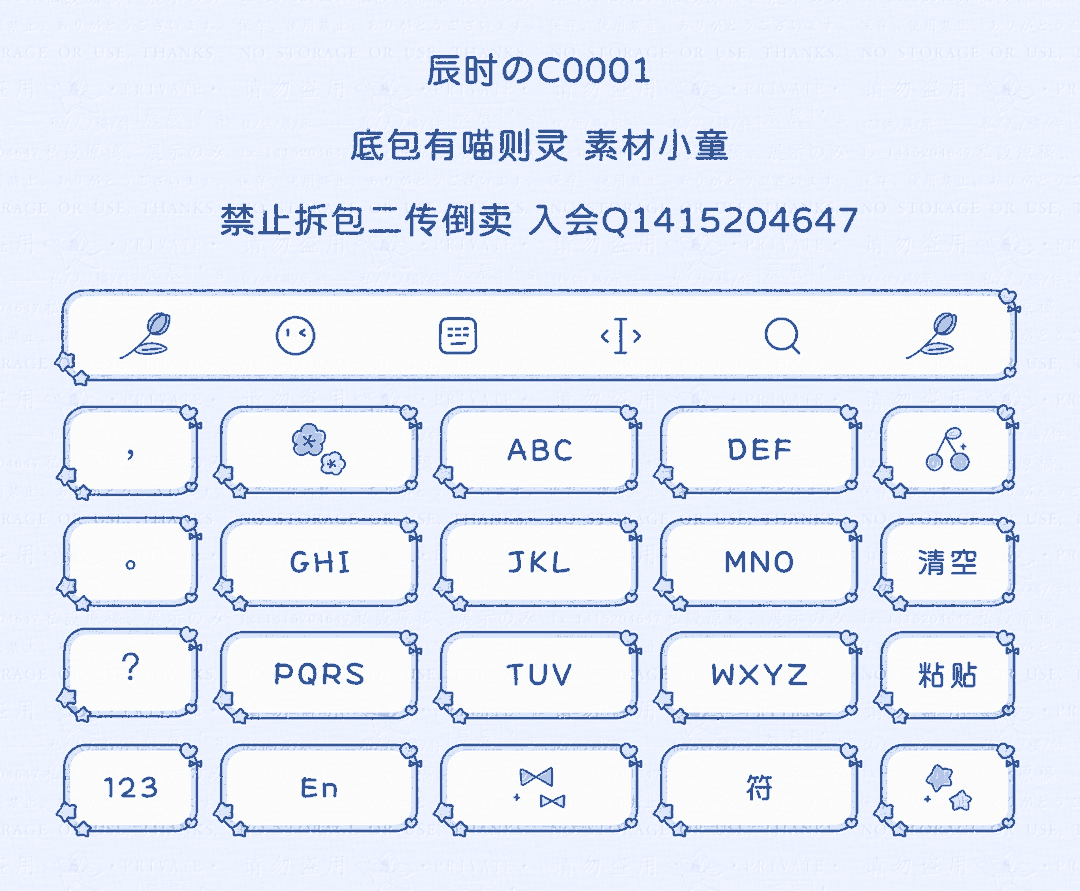 辰时のC0001
底包有喵则灵 素材小童
禁止拆包二传倒卖 入会Q1415204647
, ABC DEF
。 GHI JKL MNO 清空
? PQRS TUV WXYZ 粘贴
123 En 符